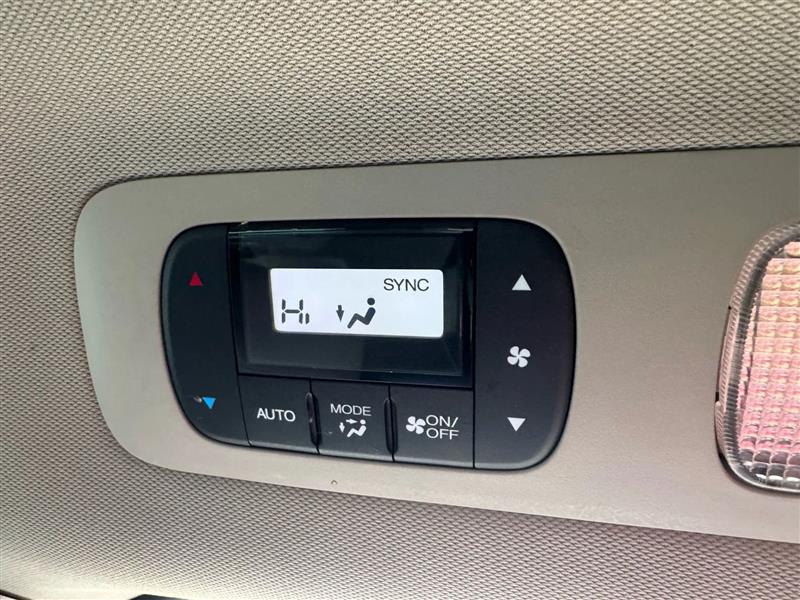 SYNC
Hi
AUTO
MODE
ON/
OFF